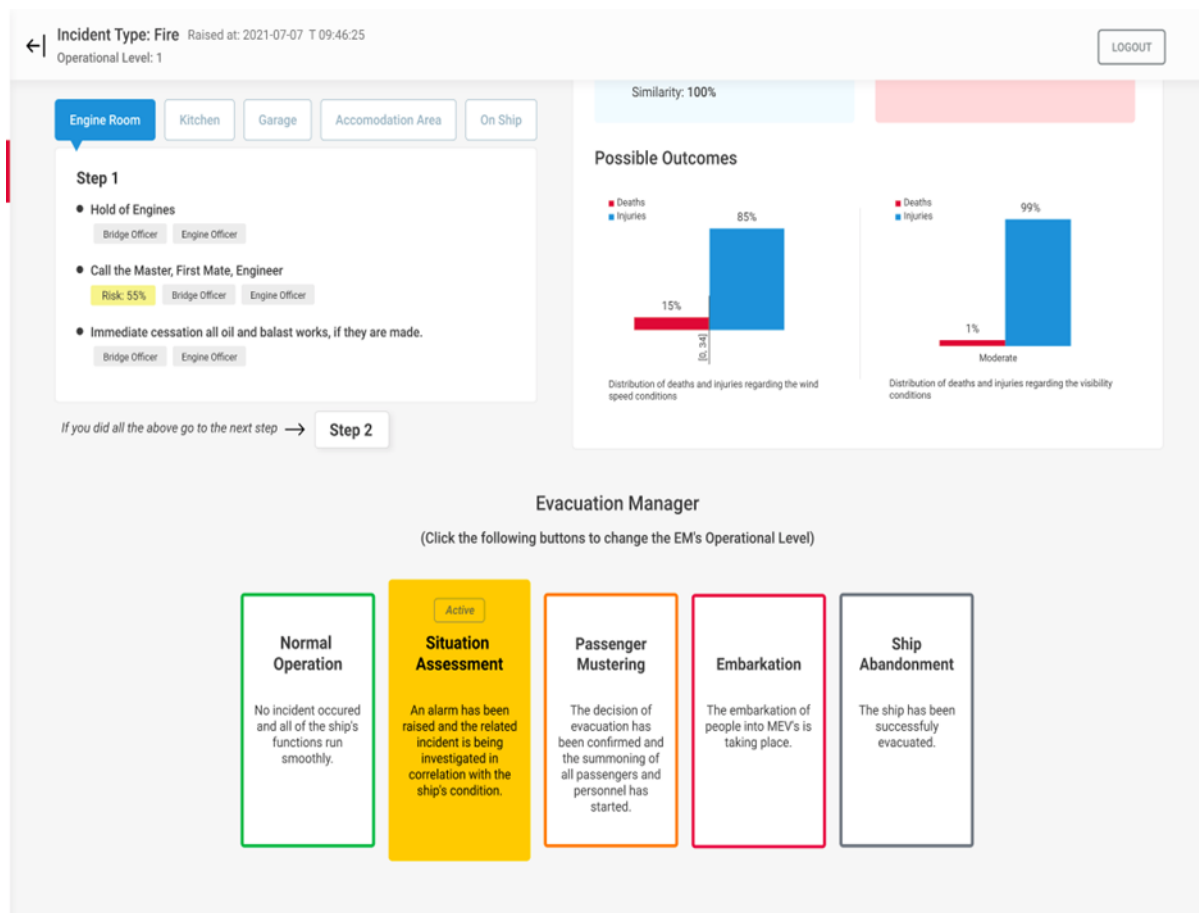 Incident Type: Fire Raised at: 2021-07-07 T 09:46:25
Operational Level: 1
LOGOUT
Engine Room
Kitchen
Garage
Accomodation Area
On Ship
Step 1
Hold of Engines
Bridge Officer
Engine Officer
Call the Master, First Mate, Engineer
Risk: 55%
Bridge Officer
Engine Officer
Immediate cessation all oil and balast works, if they are made.
Bridge Officer
Engine Officer
If you did all the above go to the next step
Step 2
Similarity: 100%
Possible Outcomes
Deaths
Injuries
85%
15%
[0, 34]
Distribution of deaths and injuries regarding the wind
speed conditions
Deaths
Injuries
99%
1%
Moderate
Distribution of deaths and injuries regarding the visibility
conditions
Evacuation Manager
(Click the following buttons to change the EM's Operational Level)
Normal
Operation
No incident occured
and all of the ship's
functions run
smoothly.
Active
Situation
Assessment
An alarm has been
raised and the related
incident is being
investigated in
correlation with the
ship's condition.
Passenger
Mustering
The decision of
evacuation has
been confirmed and
the summoning of
all passengers and
personnel has
started.
Embarkation
The embarkation of
people into MEV's is
taking place.
Ship
Abandonment
The ship has been
successfuly
evacuated.